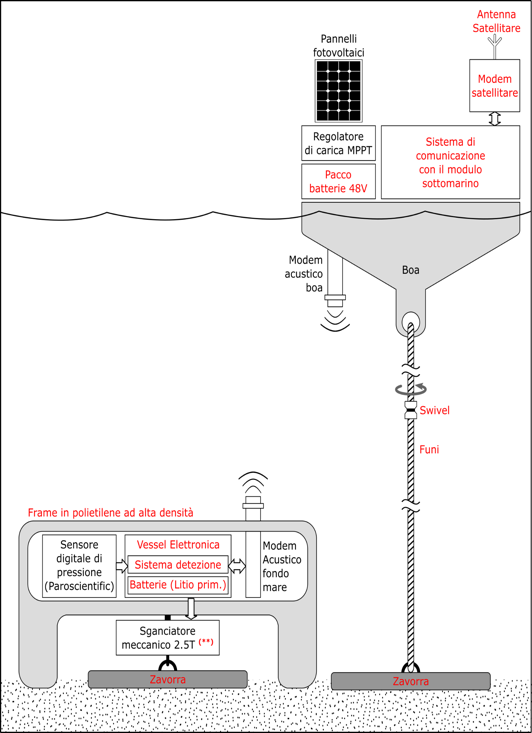 Antenna
Satellitare
Pannelli
fotovoltaici
Modem
satellitare
Regolatore
di carica MPPT
Sistema di
comunicazione
con il modulo
sottomarino
Pacco
batterie 48V
Modem
acustico
boa
Boa
Swivel
Funi
Frame in polietilene ad alta densità
Sensore
digitale di
pressione
(Paroscientific)
Vessel Elettronica
Sistema detezione
Batterie (Litio prim.)
Modem
Acustico
fondo
mare
Sganciatore
meccanico 2.5T (**)
Zavorra
Zavorra